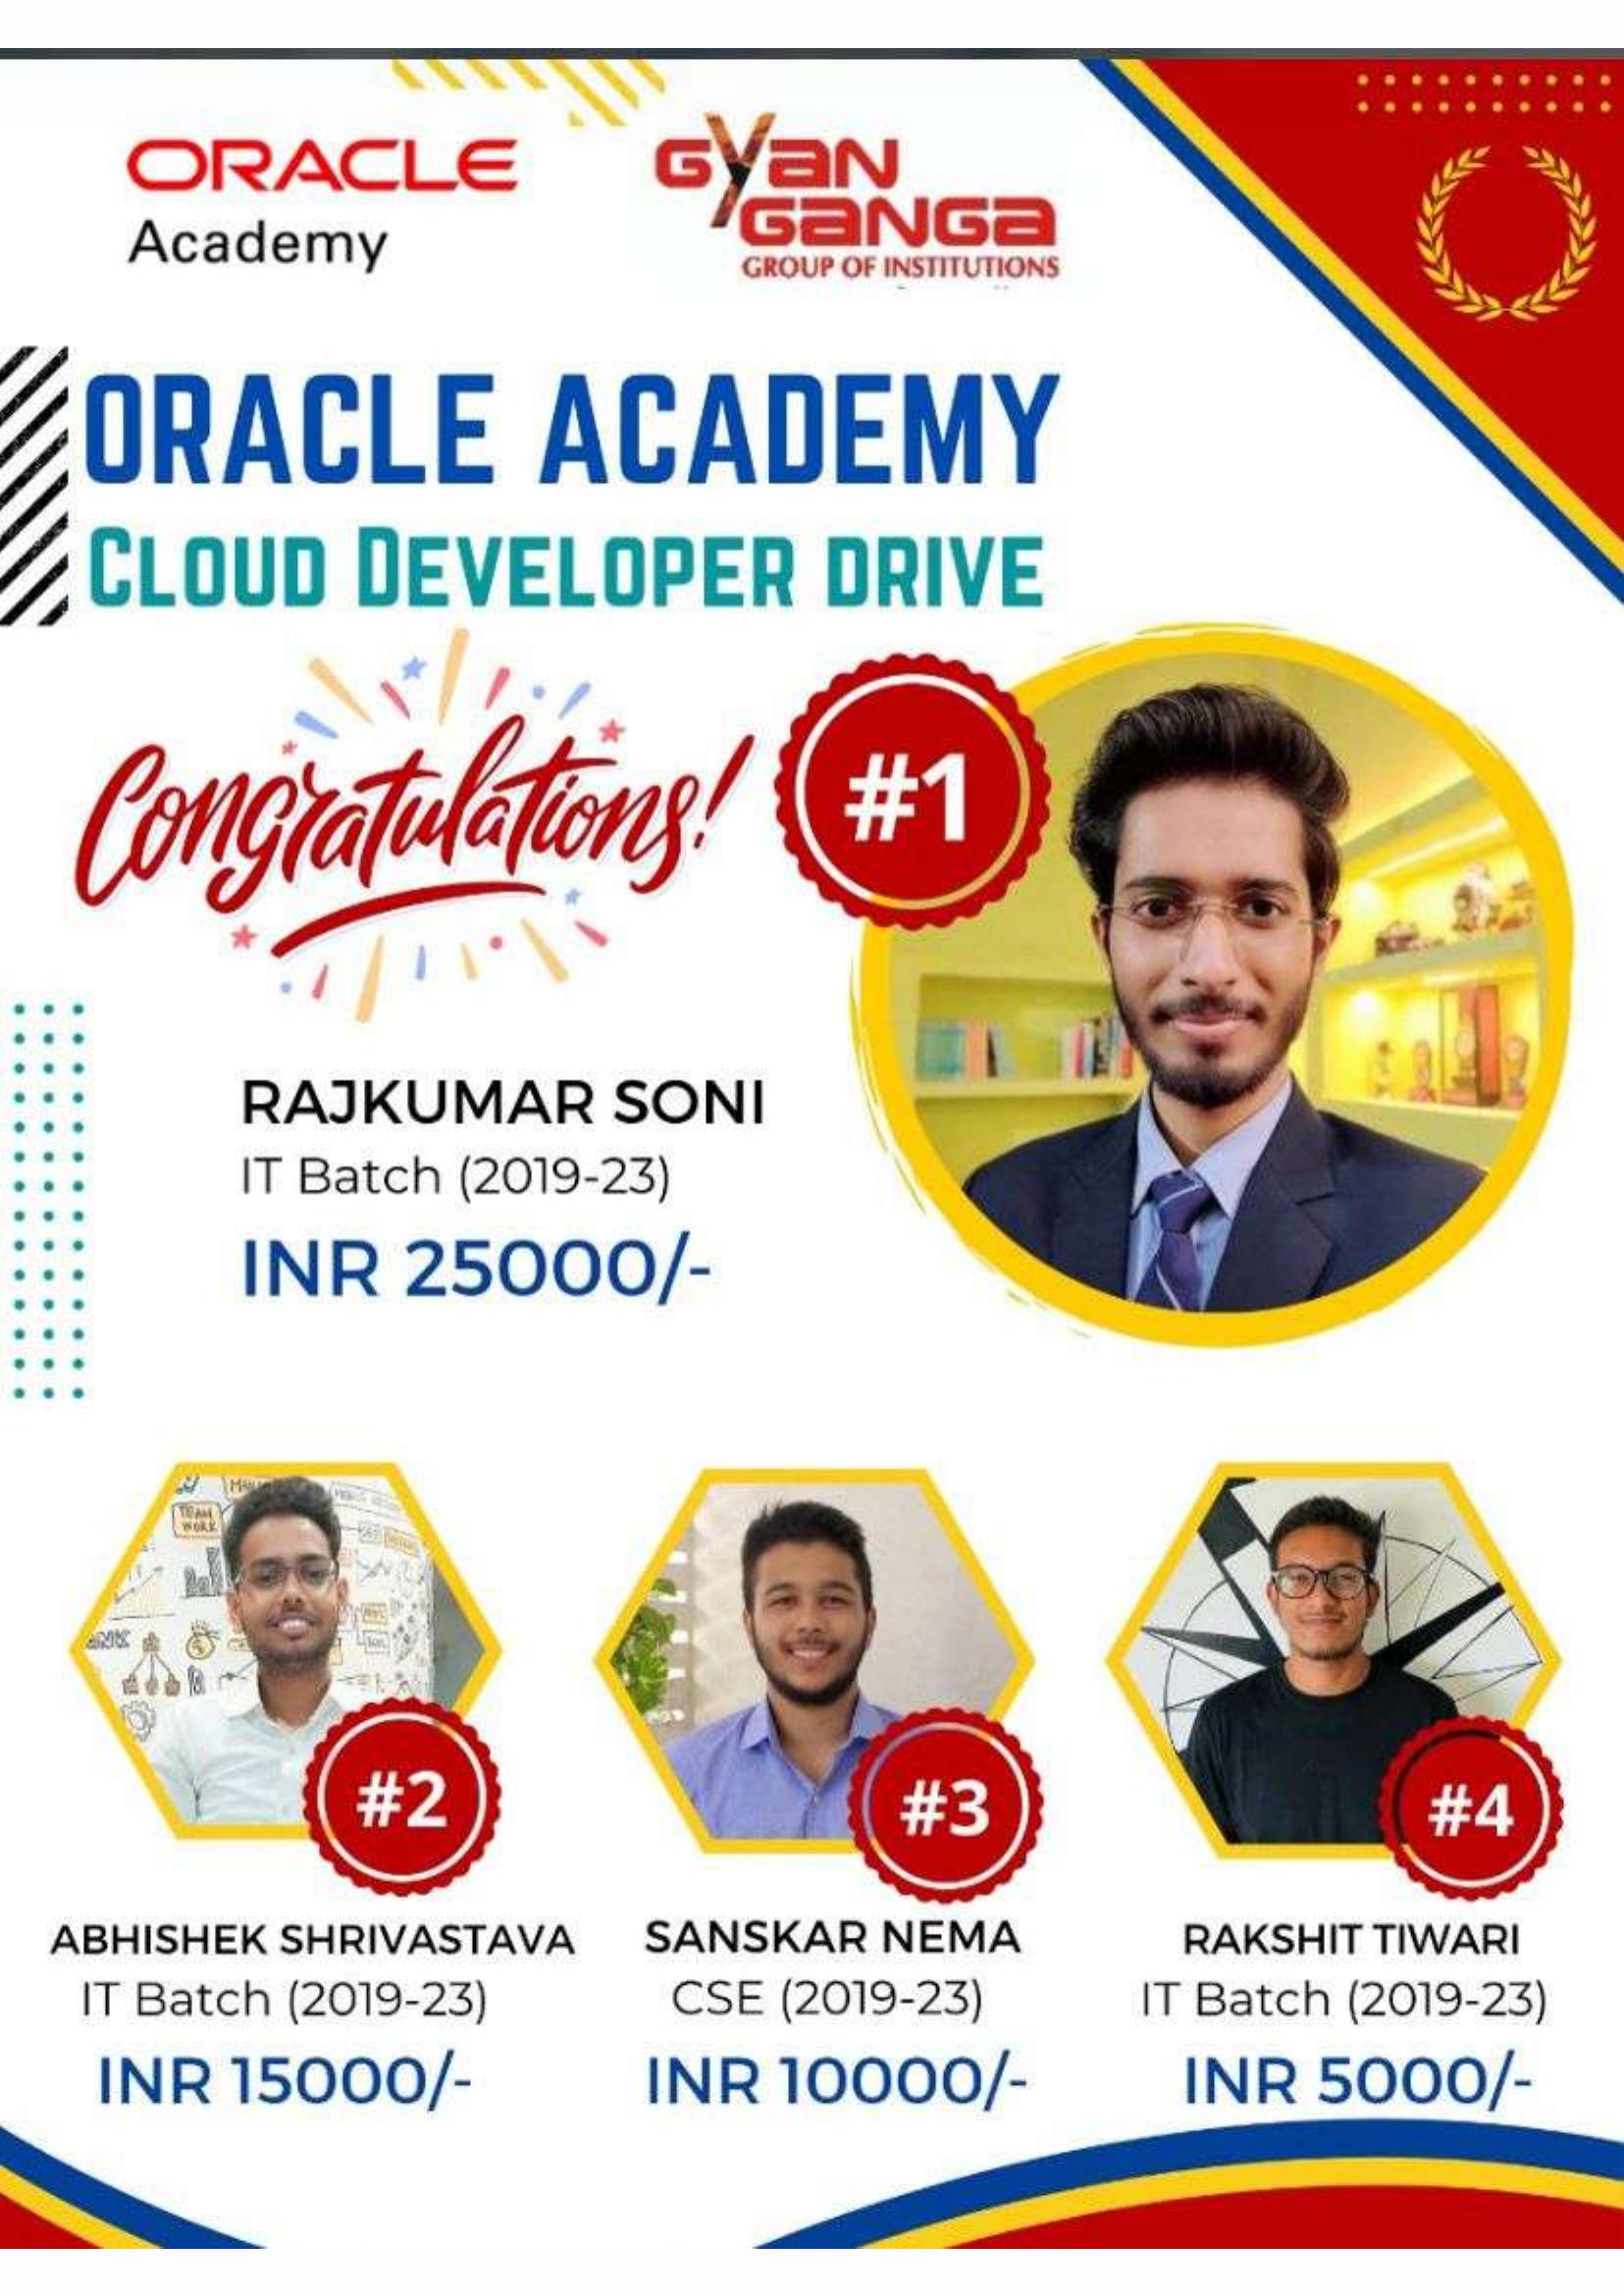 ORACLE
Academy
GYAN
GANGA
GROUP OF INSTITUTIONS
ORACLE ACADEMY
CLOUD DEVELOPER DRIVE
Congratulations!
#1
RAJKUMAR SONI
IT Batch (2019-23)
INR 25000/-
TEAM
WORK
#2
#3
#4
ABHISHEK SHRIVASTAVA
IT Batch (2019-23)
INR 15000/-
SANSKAR NEMA
CSE (2019-23)
INR 10000/-
RAKSHIT TIWARI
IT Batch (2019-23)
INR 5000/-